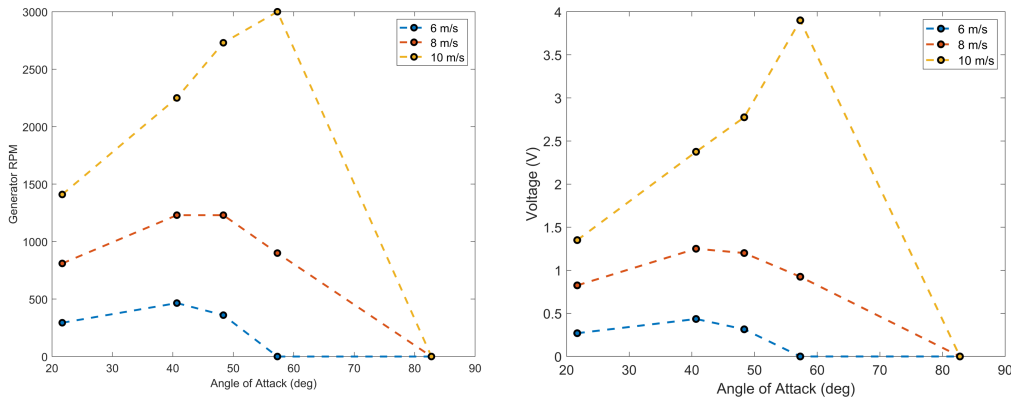 3000
2500
2000
1500
1000
500
0
Generator RPM
20 30 40 50 60 70 80 90
Angle of Attack (deg)
6 m/s
8 m/s
10 m/s
4
3.5
3
2.5
2
1.5
1
0.5
0
Voltage (V)
20 30 40 50 60 70 80 90
Angle of Attack (deg)
6 m/s
8 m/s
10 m/s